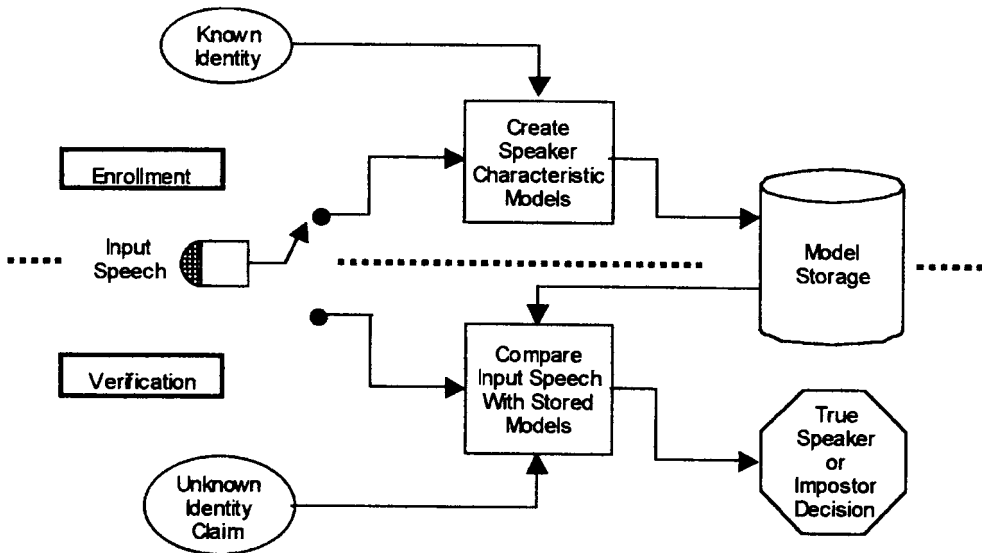 Known
Identity
Create
Speaker
Characteristic
Models
Enrollment
Input
Speech
Model
Storage
Verification
Compare
Input Speech
With Stored
Models
True
Speaker
or
Impostor
Decision
Unknown
Identity
Claim